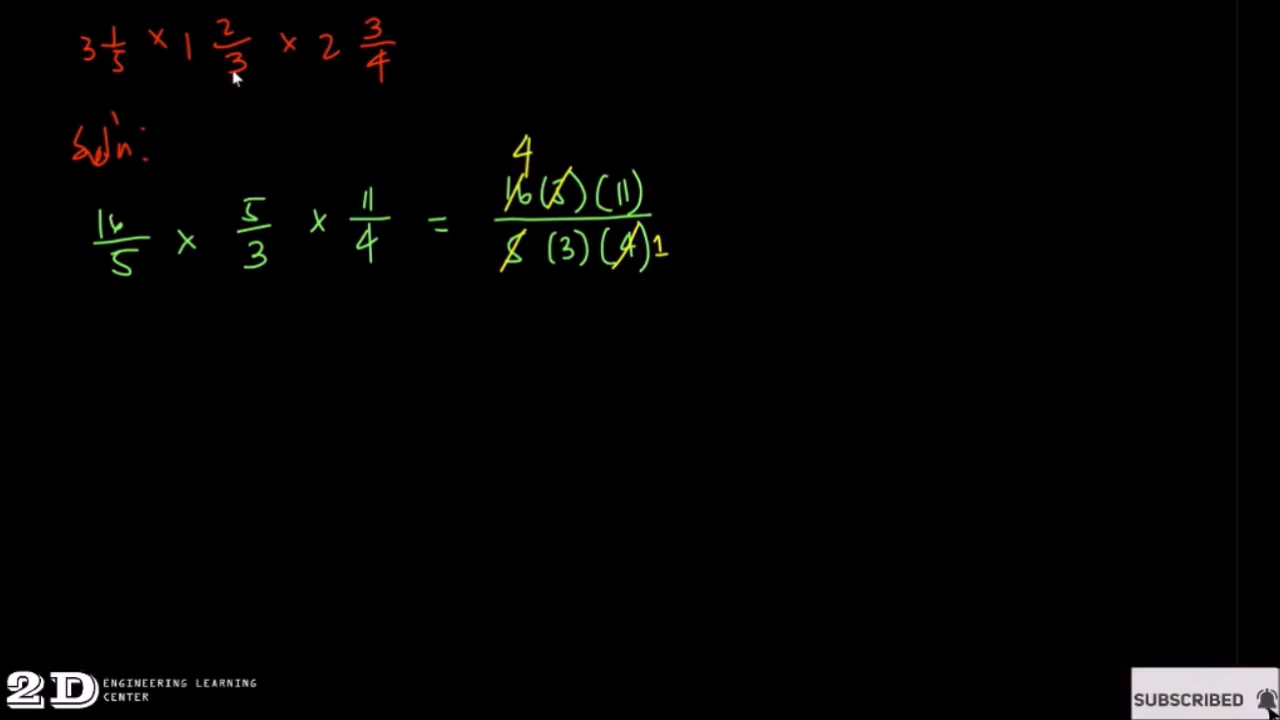 3 1/5 × 1 2/3 × 2 3/4
Sol'n:
4
16/5 × 5/3 × 11/4 = 16(5)(11)/5(3)(4) 1
2D ENGINEERING LEARNING
CENTER
SUBSCRIBED